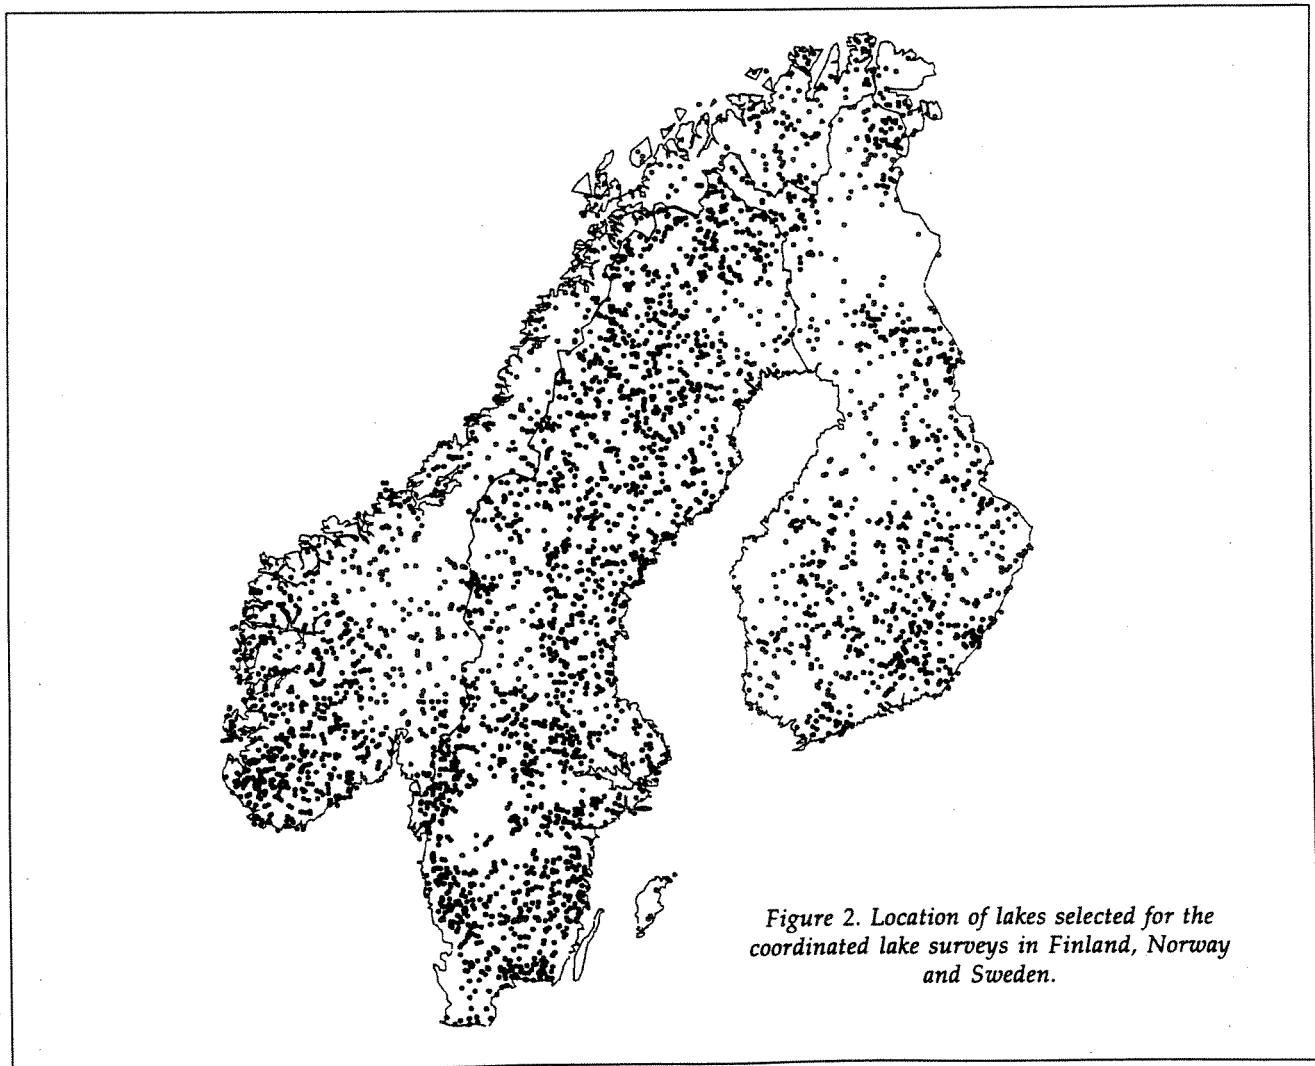 Figure 2. Location of lakes selected for the
coordinated lake surveys in Finland, Norway
and Sweden.